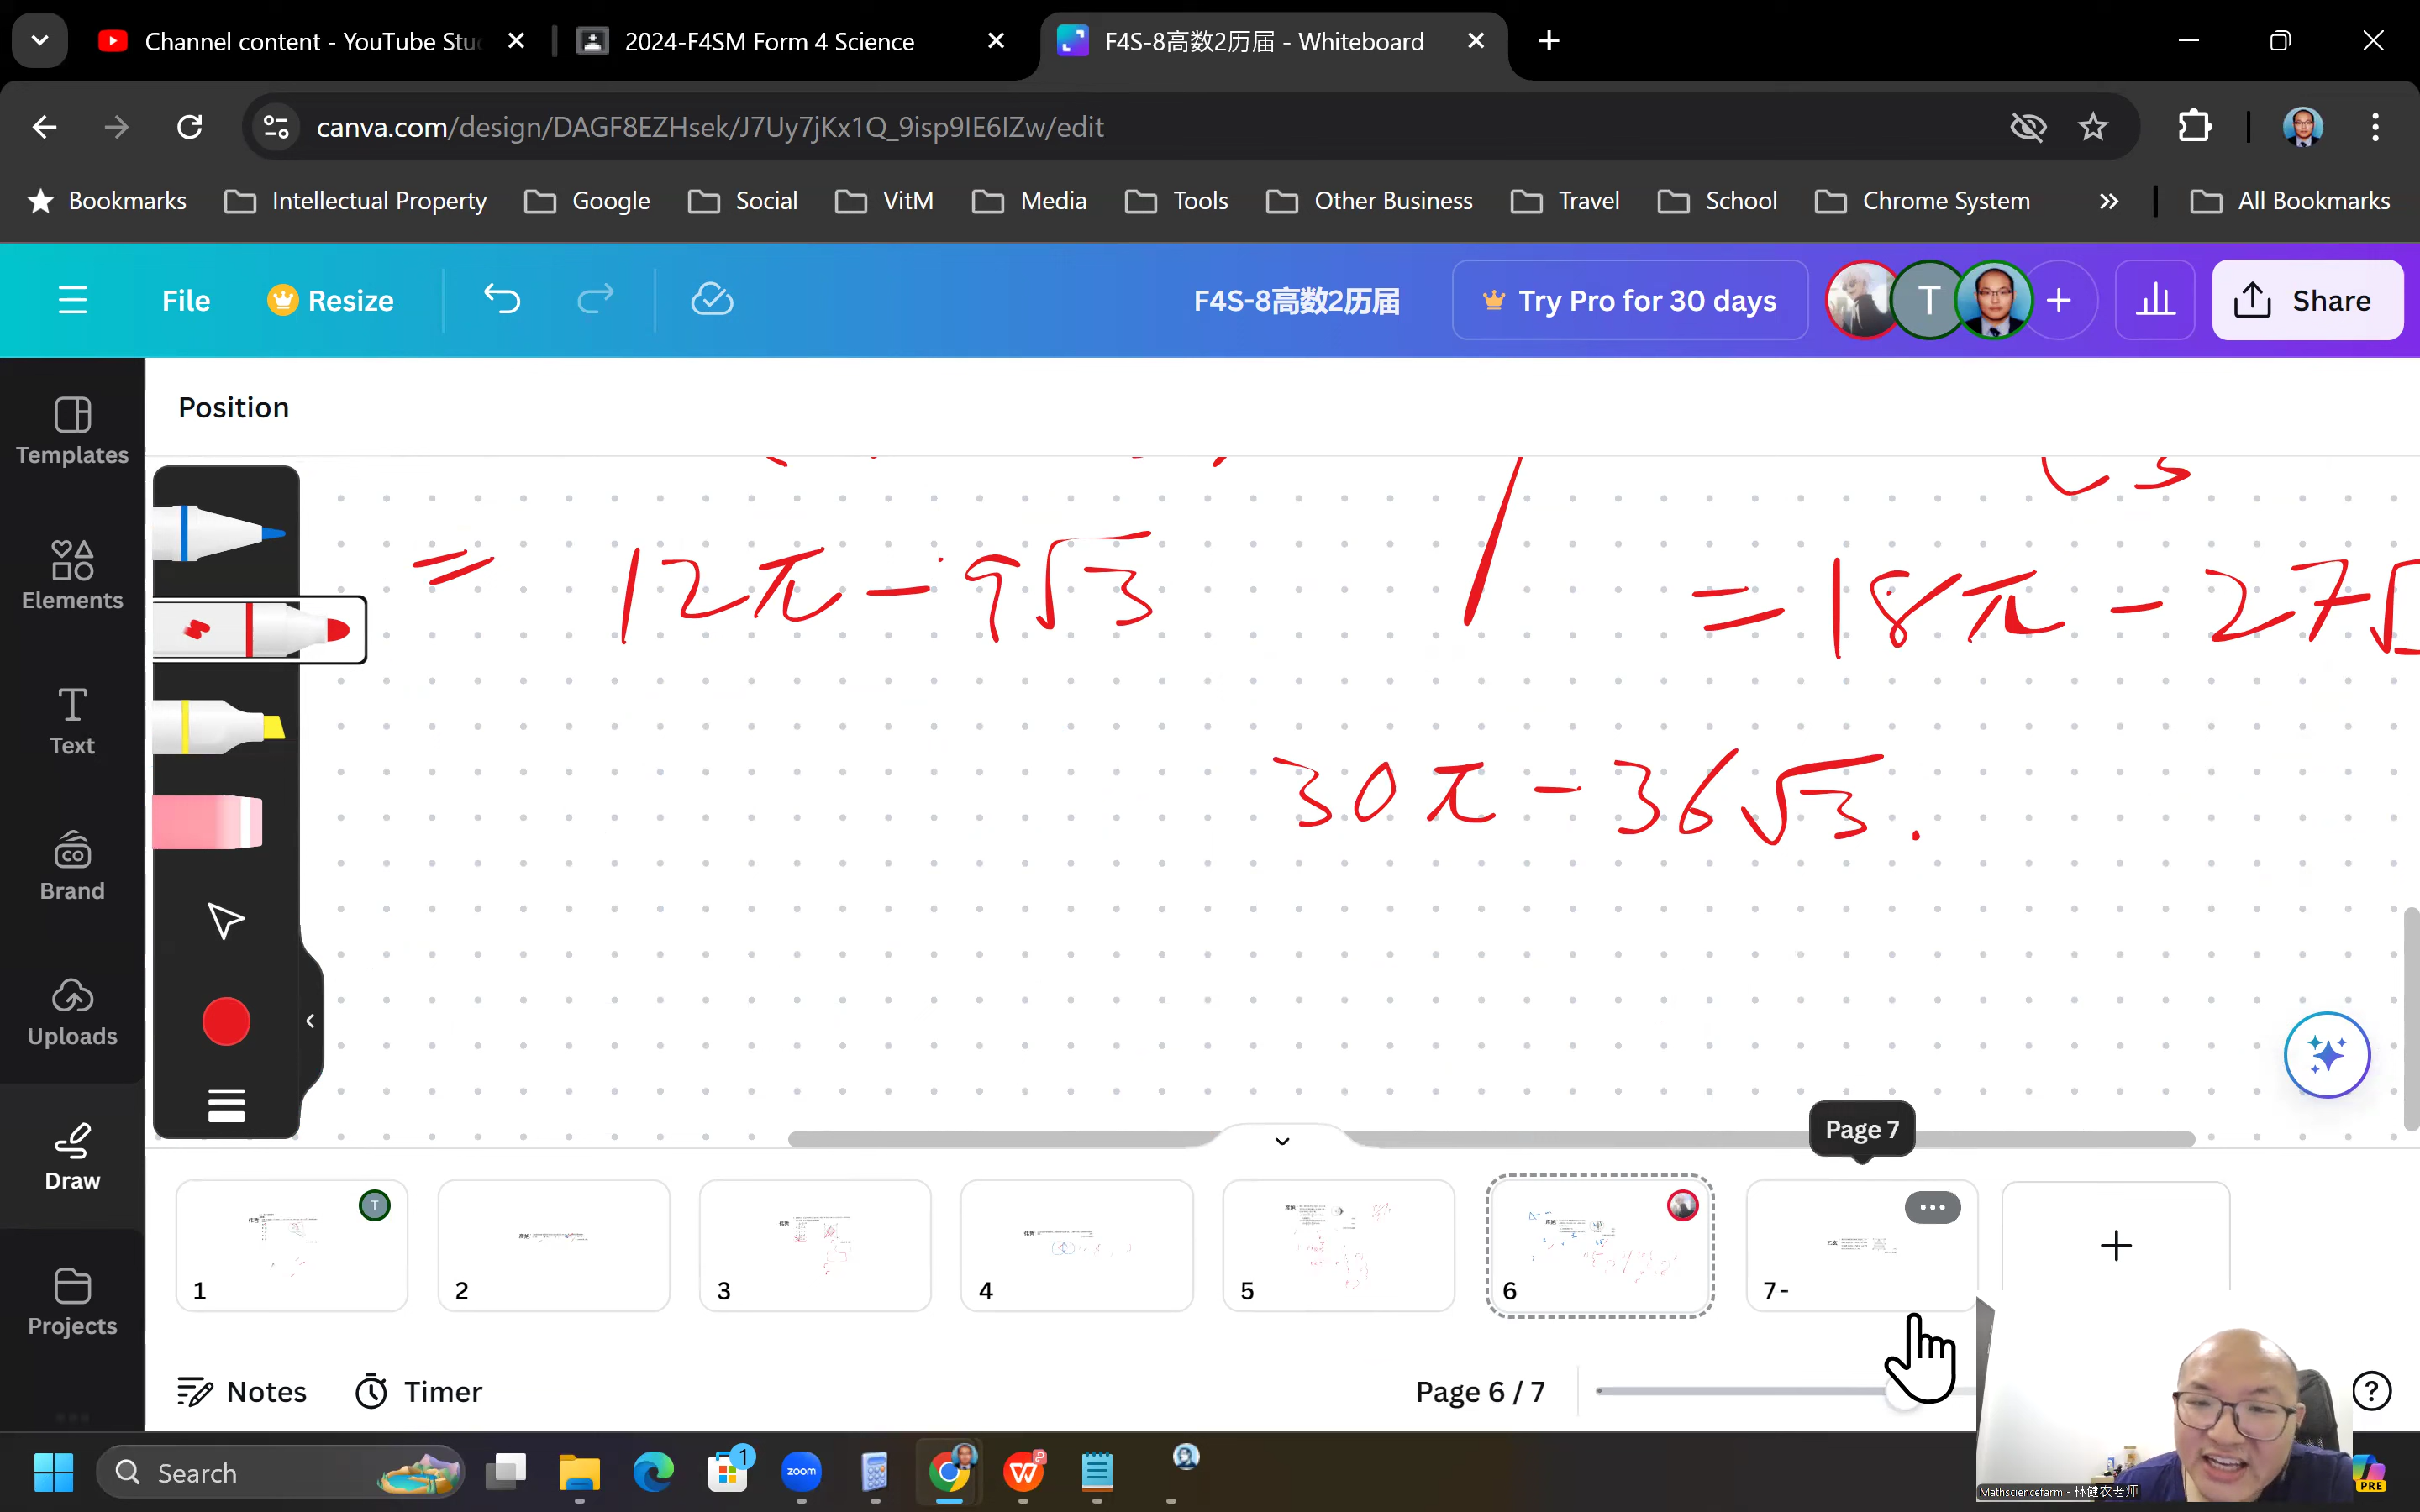 Channel content - YouTube Stu
2024-F4SM Form 4 Science
F4S-8高数2历届 - Whiteboard
canva.com/design/DAGF8EZHsek/J7Uy7jKx1Q_9isp9IE6IZw/edit
Bookmarks Intellectual Property Google Social VitM Media Tools Other Business Travel School Chrome System » All Bookmarks
File Resize F4S-8高数2历届 Try Pro for 30 days T Share
Position
Templates
Elements
Text
Brand
Uploads
Draw
Projects
= 12π - 9√3
= 18π - 27√
30π - 36√3.
Page 7
T
1 2 3 4 5 6 7 -
Notes Timer Page 6 / 7
Search
1
zoom
PRE
Mathsciencefarm - 林健农老师